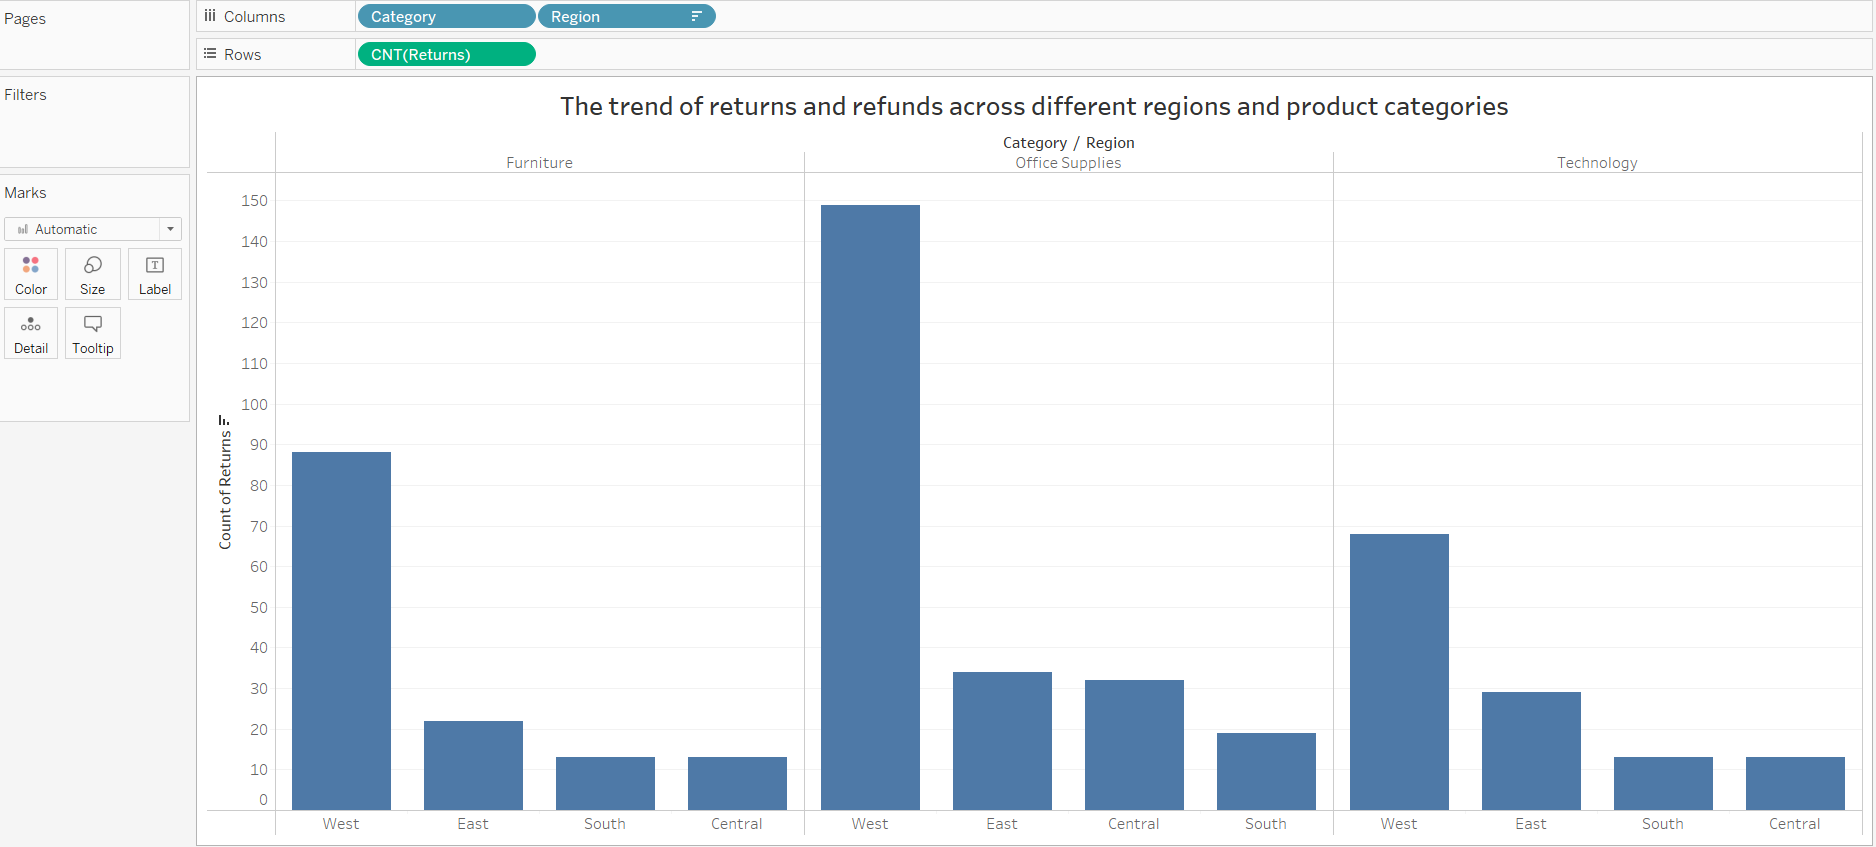 Pages
Columns Category Region
Rows CNT(Returns)
Filters
Marks
Automatic
Color Size Label
Detail Tooltip
The trend of returns and refunds across different regions and product categories
Category / Region
Furniture Office Supplies Technology
Count of Returns
150
140
130
120
110
100
90
80
70
60
50
40
30
20
10
0
West East South Central West East Central South West East South Central